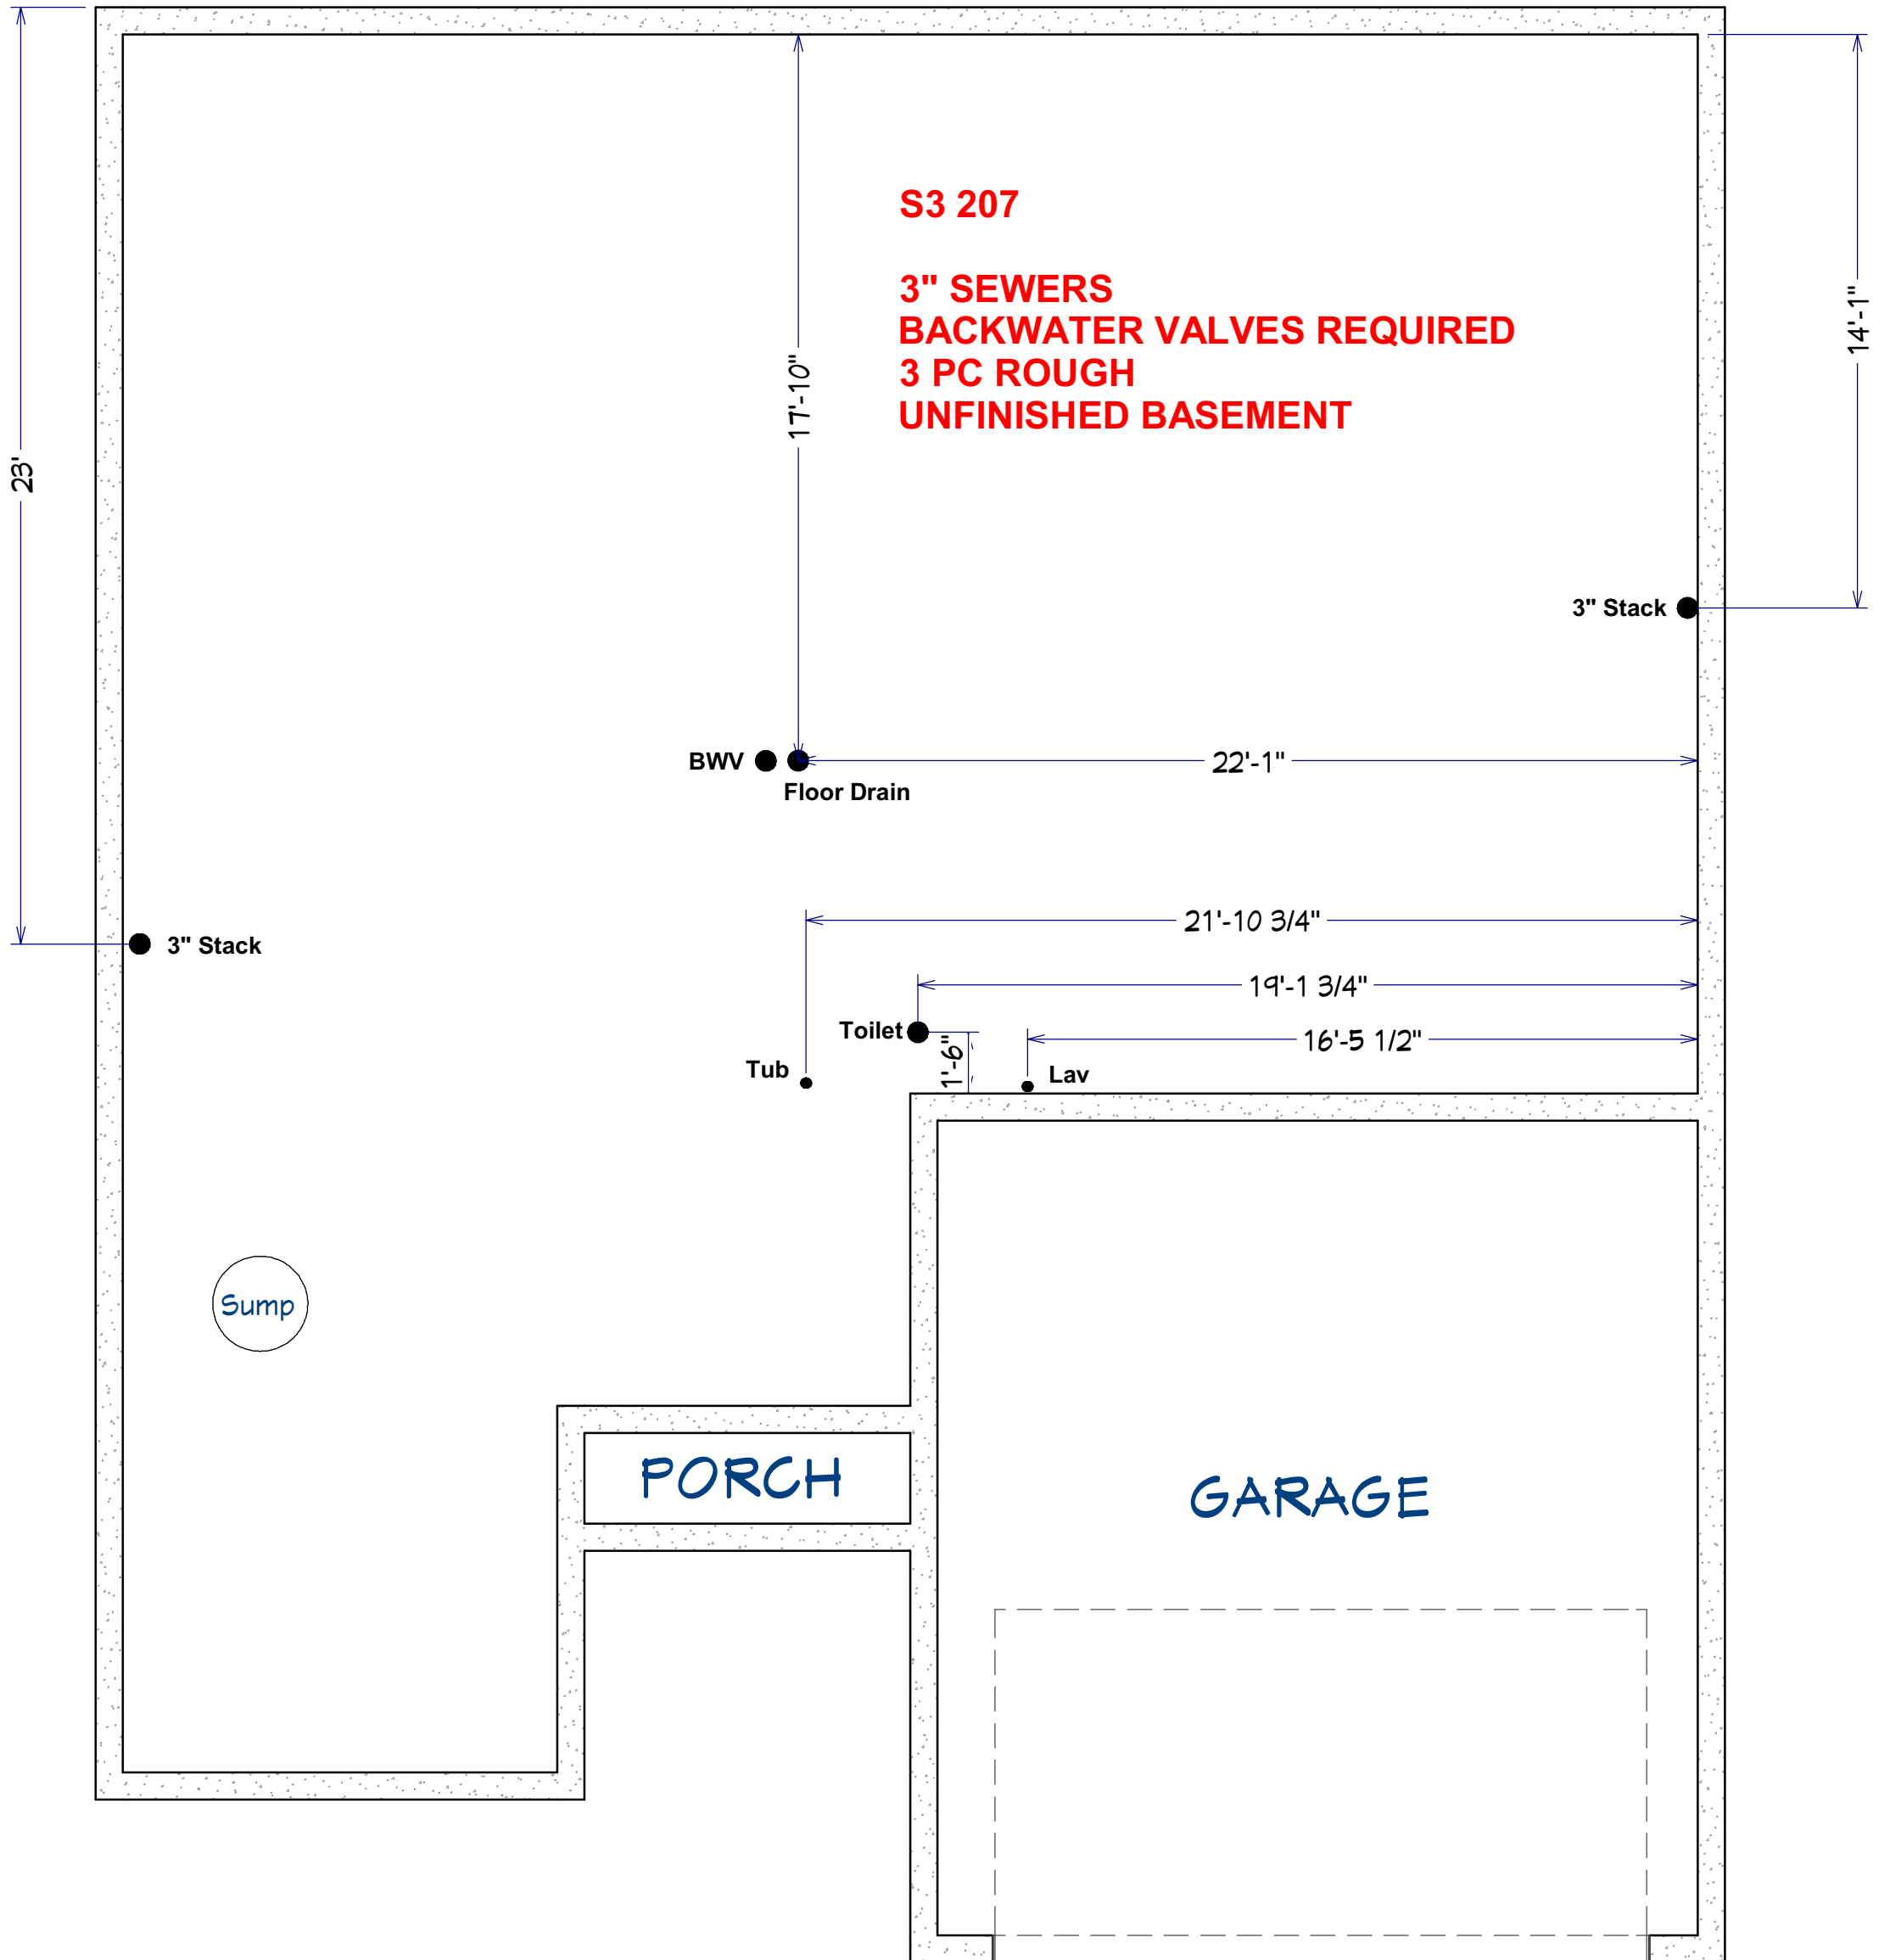 S3 207
3" SEWERS
BACKWATER VALVES REQUIRED
3 PC ROUGH
UNFINISHED BASEMENT
14'-1"
17'-10"
23'
3" Stack
BWV
22'-1"
Floor Drain
21'-10 3/4"
3" Stack
19'-1 3/4"
Toilet
1'-6"
16'-5 1/2"
Tub
Lav
Sump
PORCH
GARAGE